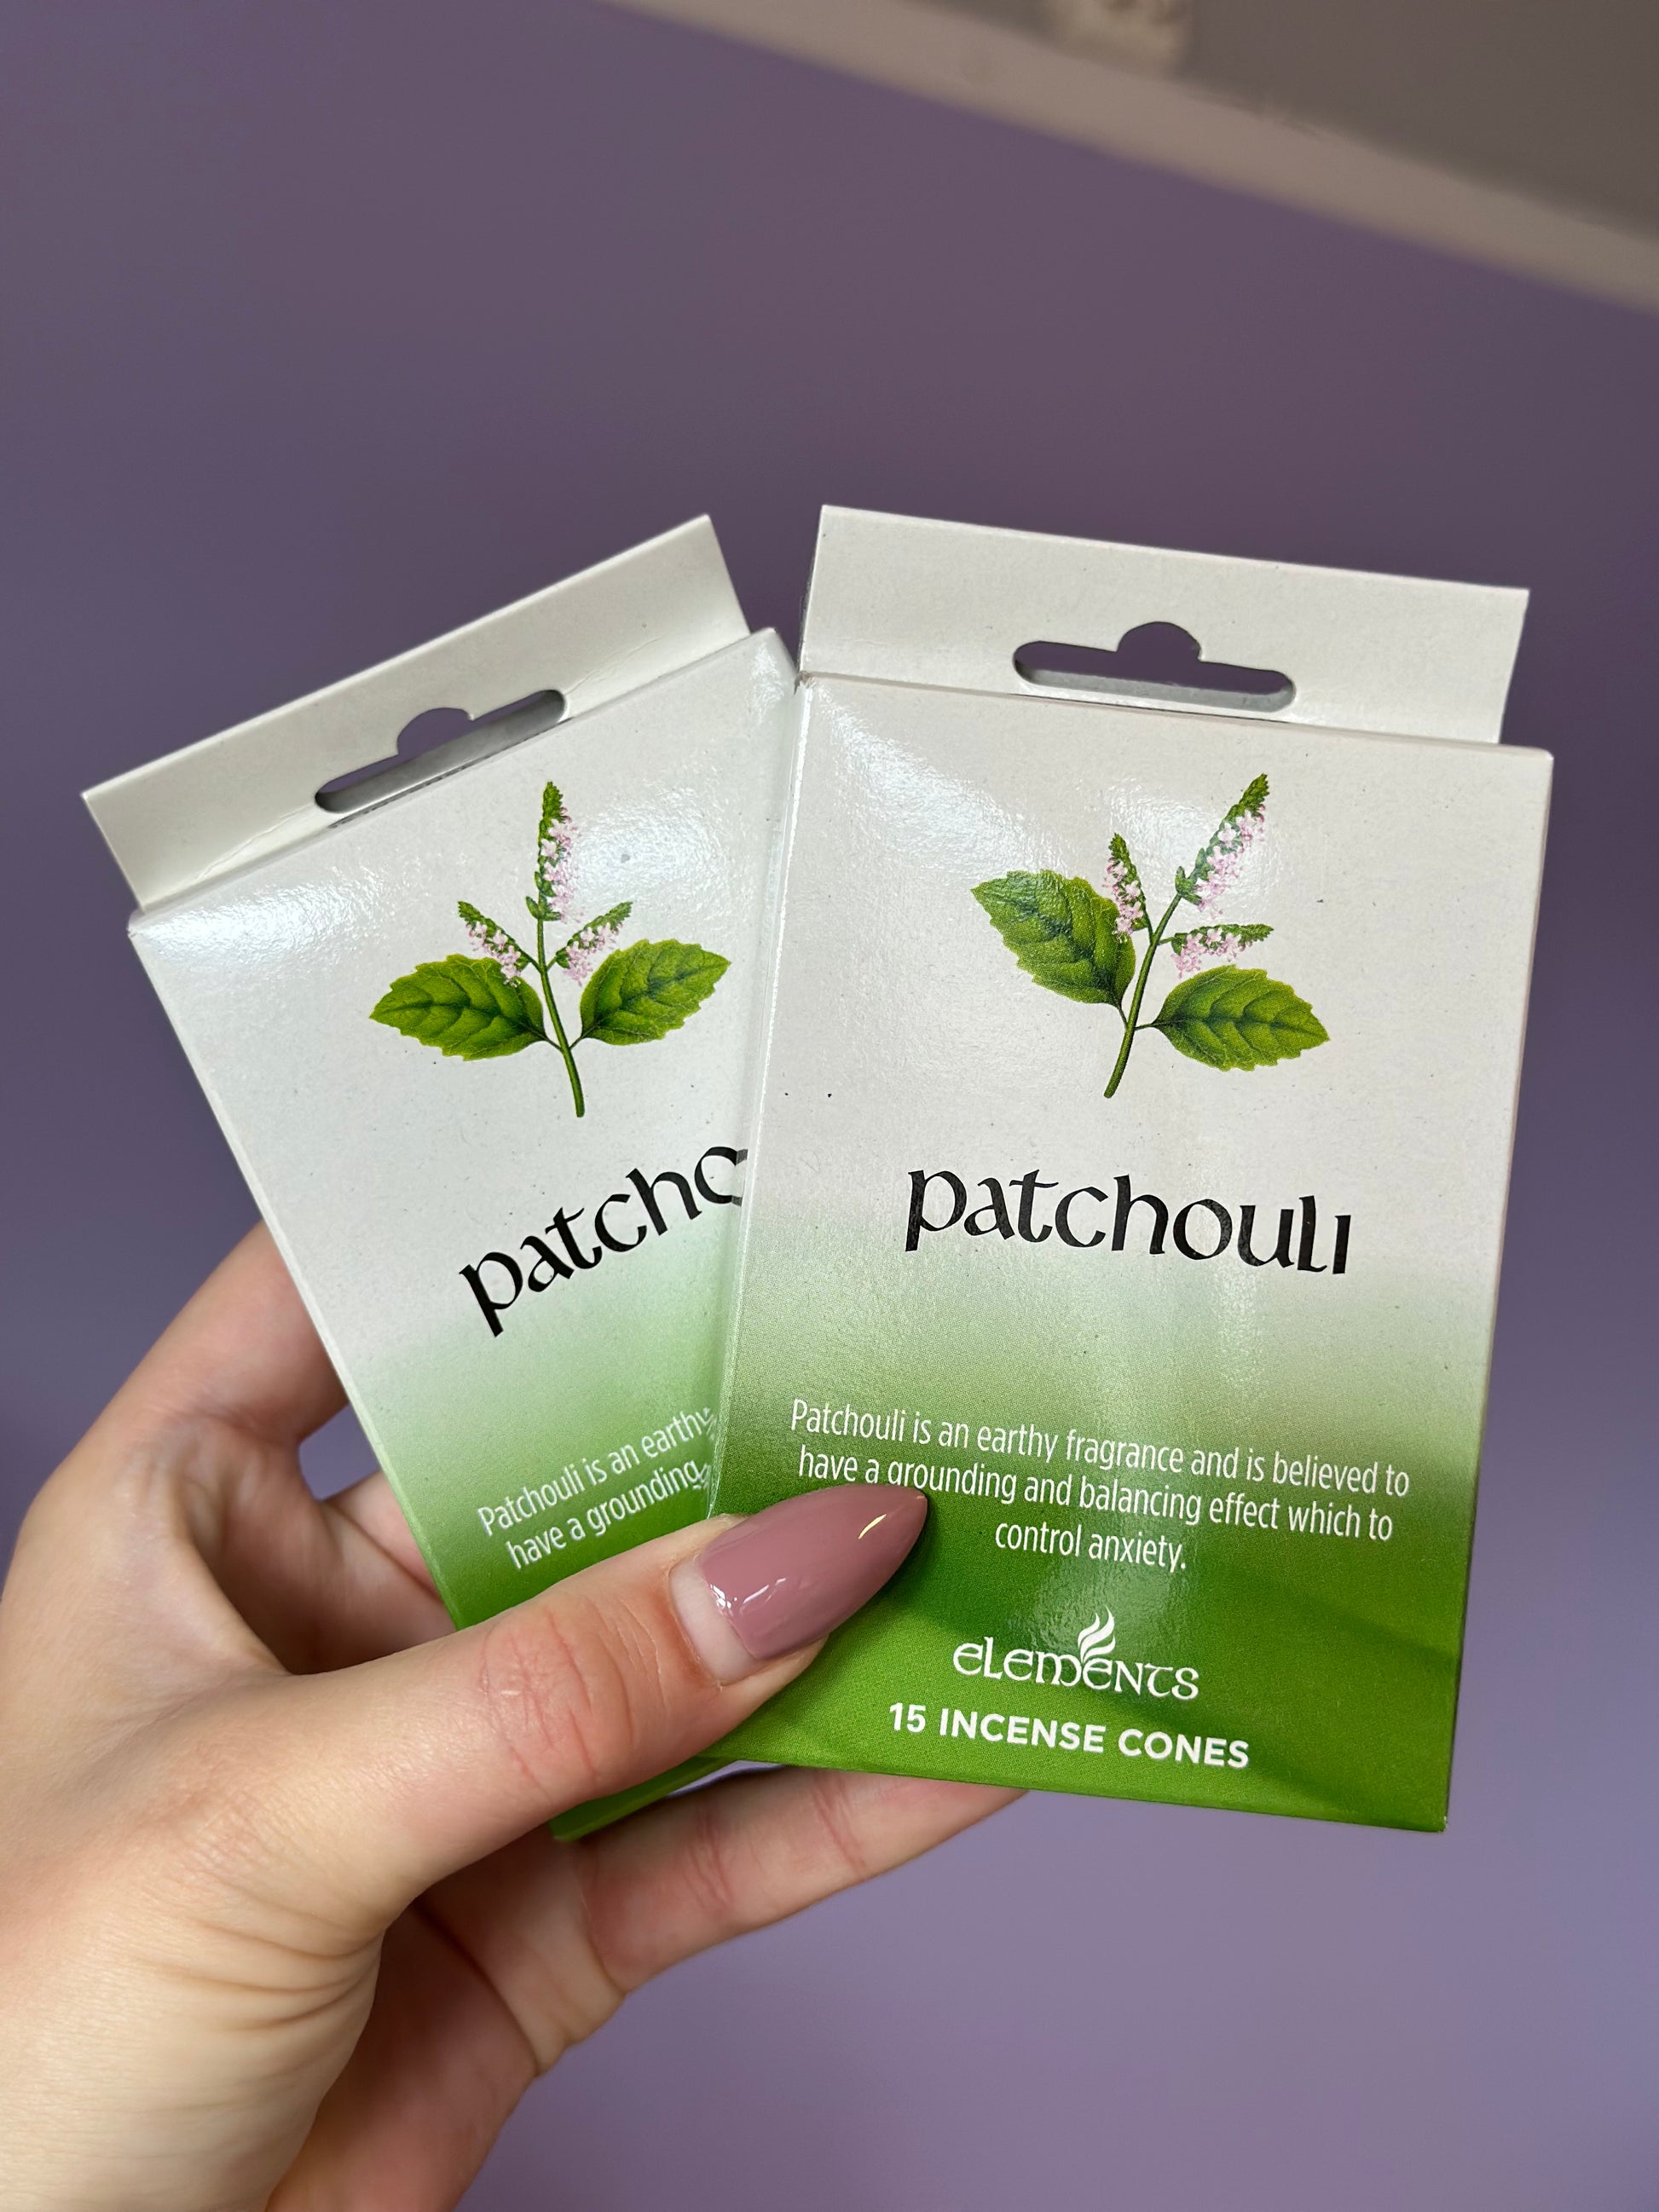 patcho
Patchouli is an earthy
have a grounding
patchouli
Patchouli is an earthy fragrance and is believed to
have a grounding and balancing effect which to
control anxiety.
elements
15 INCENSE CONES